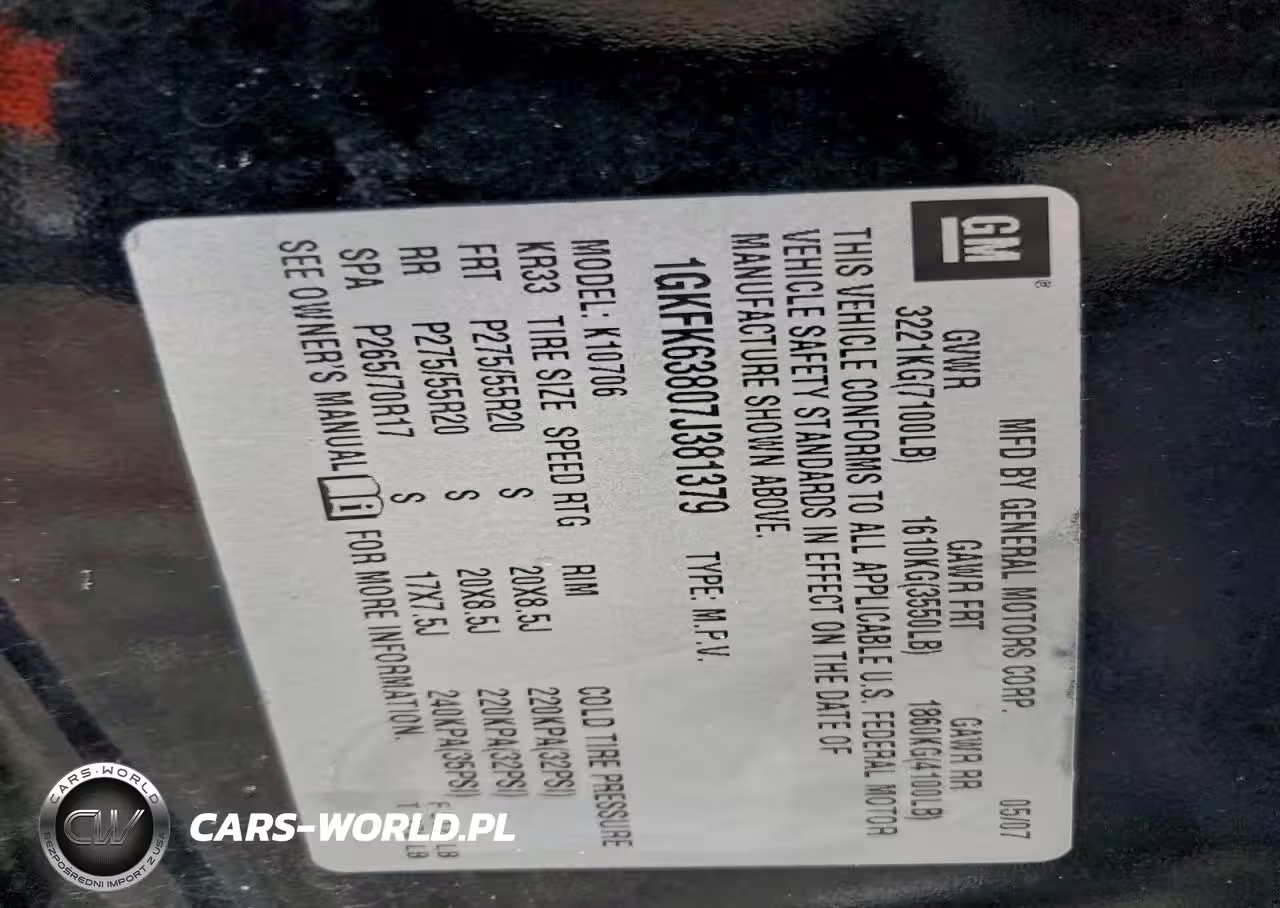 GM
MFD BY GENERAL MOTORS CORP. 05/07
GVWR GAWR FRT GAWR RR
3221KG(7100LB) 1610KG(3550LB) 1860KG(4100LB)
THIS VEHICLE CONFORMS TO ALL APPLICABLE U.S. FEDERAL MOTOR
VEHICLE SAFETY STANDARDS IN EFFECT ON THE DATE OF
MANUFACTURE SHOWN ABOVE.
1GKFK63807J381379 TYPE: M.P.V.
MODEL: K10706
KR33 TIRE SIZE SPEED RTG RIM COLD TIRE PRESSURE
FRT P275/55R20 S 20X8.5J 220KPA(32PSI)
RR P275/55R20 S 20X8.5J 220KPA(32PSI)
SPA P265/70R17 S 17X7.5J 240KPA(35PSI)
SEE OWNER'S MANUAL FOR MORE INFORMATION.
CARS-WORLD
CW
BEZPOŚREDNI IMPORT Z USA
CARS-WORLD.PL